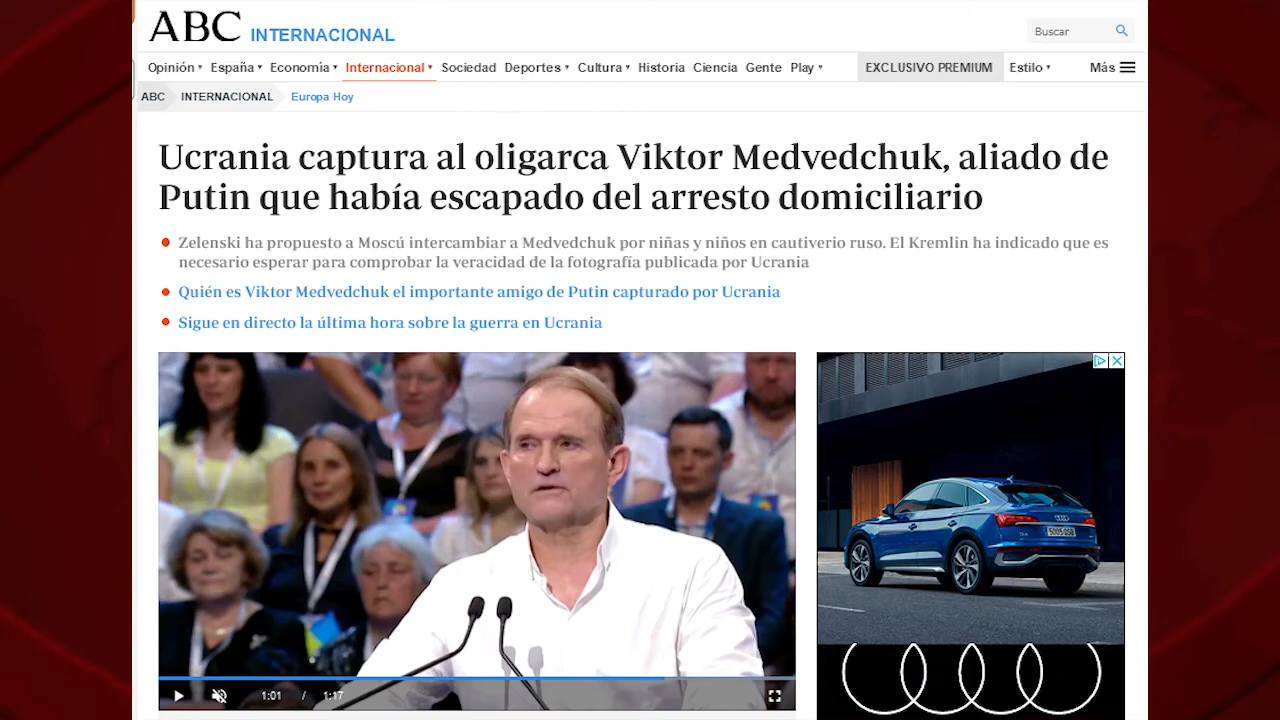 ABC INTERNACIONAL
Buscar
Opinión España Economía Internacional Sociedad Deportes Cultura Historia Ciencia Gente Play EXCLUSIVO PREMIUM Estilo Más
ABC INTERNACIONAL Europa Hoy
Ucrania captura al oligarca Viktor Medvedchuk, aliado de
Putin que había escapado del arresto domiciliario
Zelenski ha propuesto a Moscú intercambiar a Medvedchuk por niñas y niños en cautiverio ruso. El Kremlin ha indicado que es
necesario esperar para comprobar la veracidad de la fotografía publicada por Ucrania
Quién es Viktor Medvedchuk el importante amigo de Putin capturado por Ucrania
Sigue en directo la última hora sobre la guerra en Ucrania
1:01 / 1:17